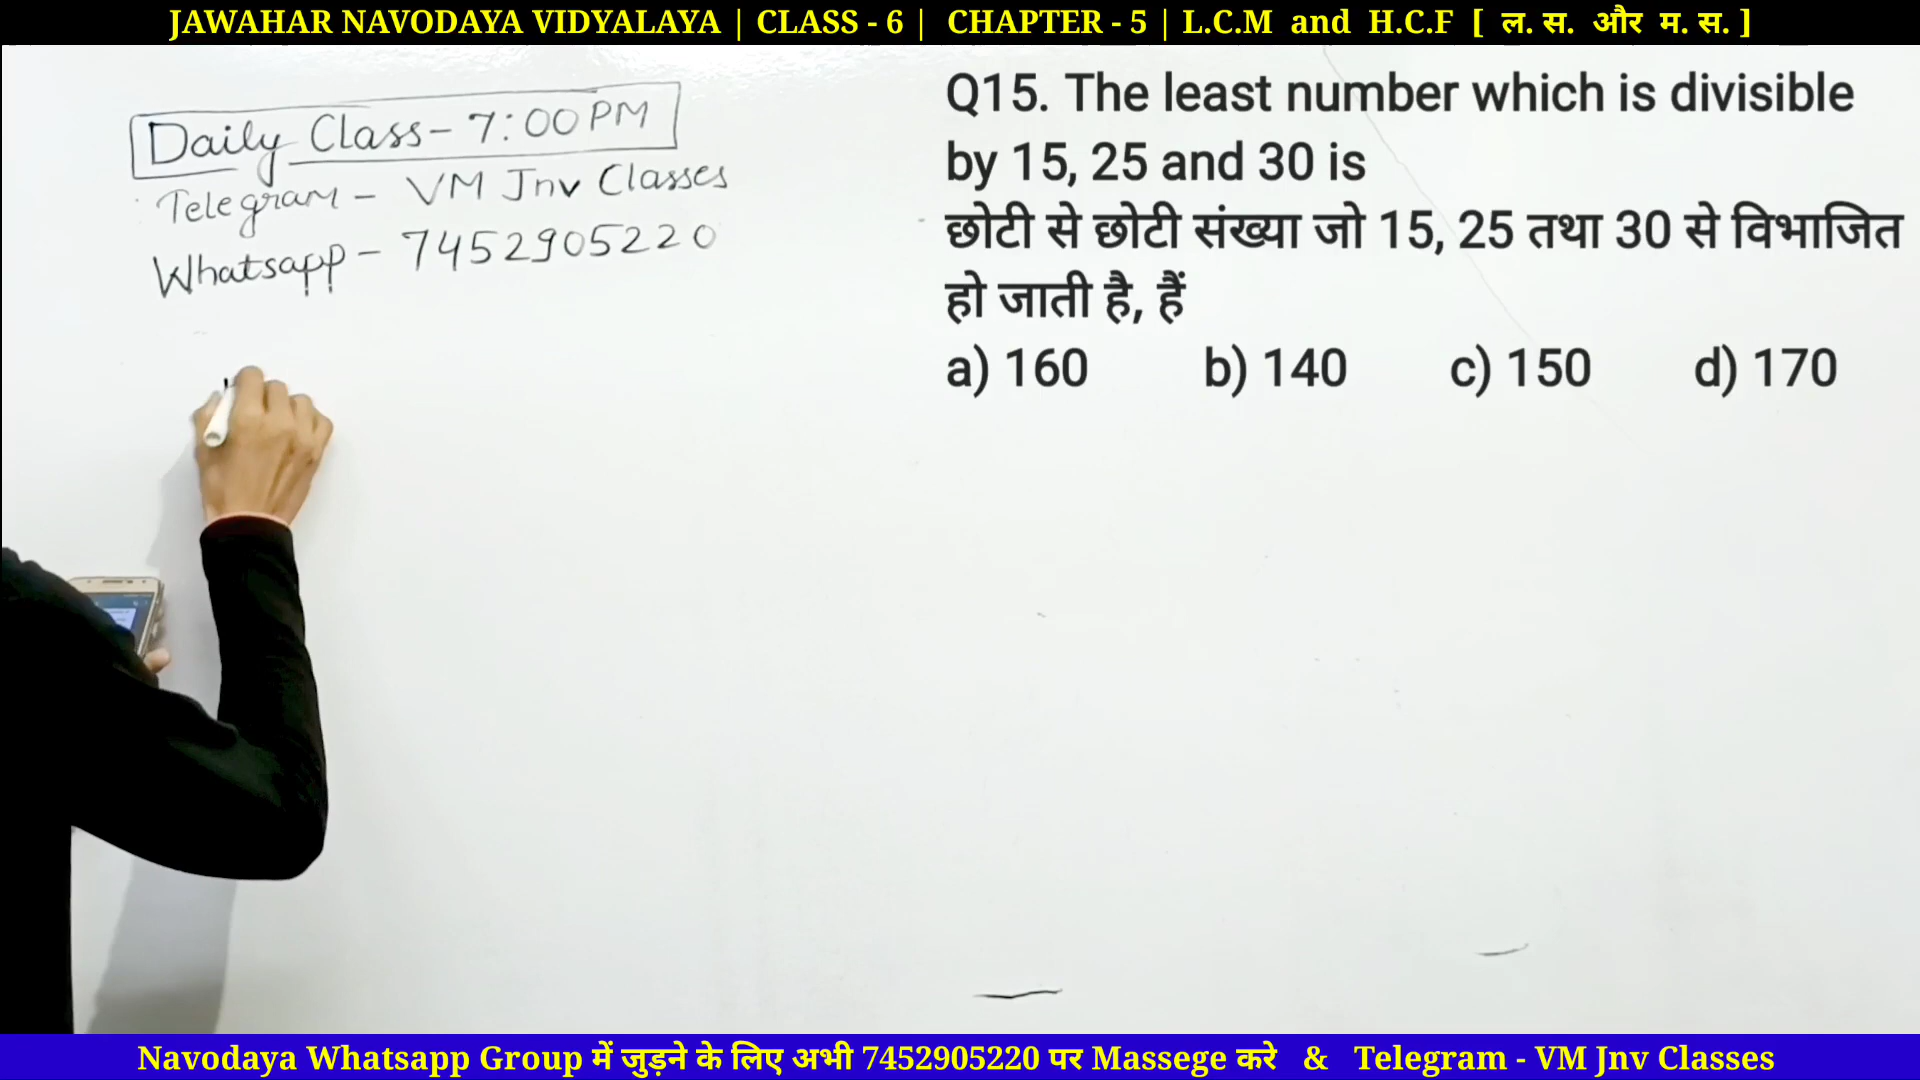 JAWAHAR NAVODAYA VIDYALAYA | CLASS - 6 | CHAPTER - 5 | L.C.M and H.C.F [ ल. स. और म. स. ]
Daily Class - 7:00 PM
Telegram - VM Jnv Classes
Whatsapp - 7452905220
Q15. The least number which is divisible
by 15, 25 and 30 is
छोटी से छोटी संख्या जो 15, 25 तथा 30 से विभाजित
हो जाती है, हैं
a) 160 b) 140 c) 150 d) 170
Navodaya Whatsapp Group में जुड़ने के लिए अभी 7452905220 पर Massege करे & Telegram - VM Jnv Classes